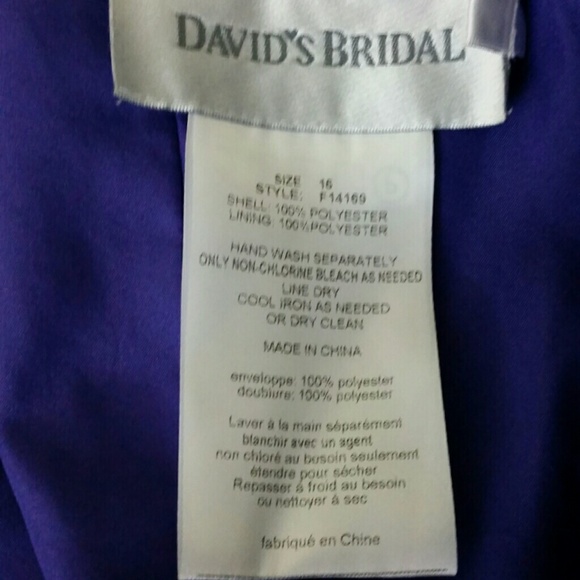 DAVID'S BRIDAL
SIZE 16
STYLE: F14169
SHELL: 100% POLYESTER
LINING: 100% POLYESTER
HAND WASH SEPARATELY
ONLY NON-CHLORINE BLEACH AS NEEDED
LINE DRY
COOL IRON AS NEEDED
OR DRY CLEAN
MADE IN CHINA
enveloppe: 100% polyester
doublure: 100% polyester
Laver à la main séparément
blanchir avec un agent
non chloré au besoin seulement
étendre pour sécher
Repasser à froid au besoin
ou nettoyer à sec
fabriqué en Chine